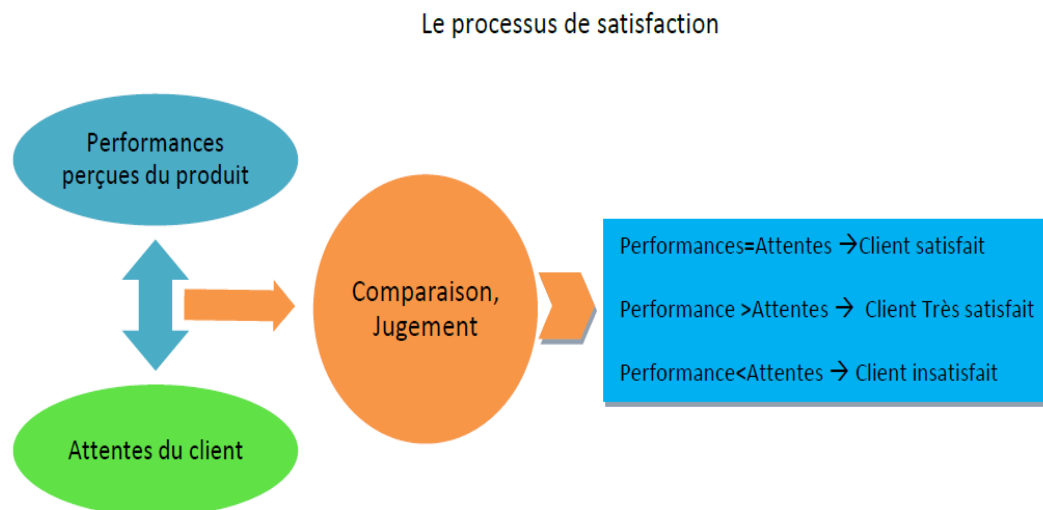 Le processus de satisfaction
Performances
perçues du produit
Comparaison,
Jugement
Performances=Attentes →Client satisfait
Performance >Attentes → Client Très satisfait
Performance<Attentes → Client insatisfait
Attentes du client